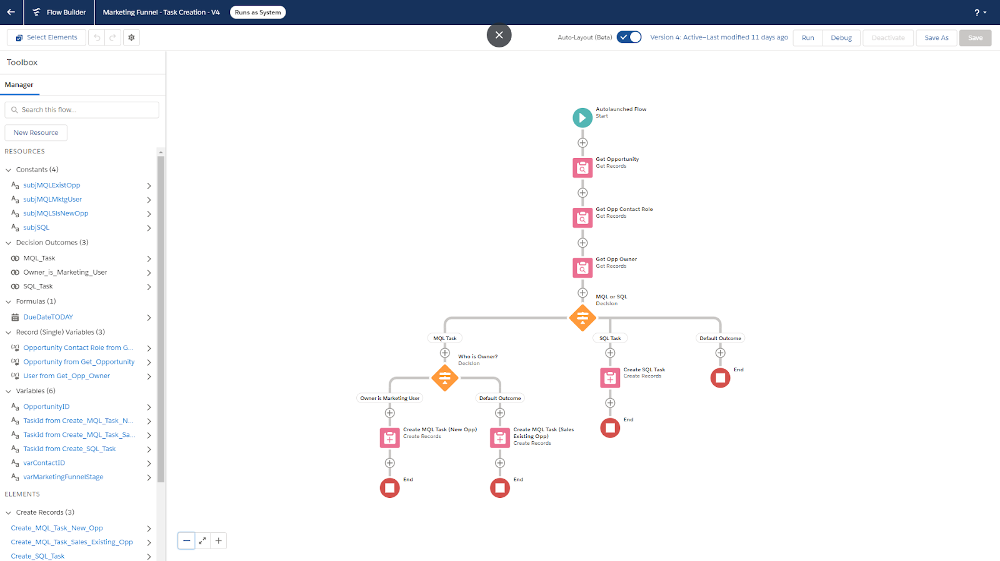 Flow Builder
Marketing Funnel - Task Creation - V4
Runs as System
?
Select Elements
Auto-Layout (Beta)
Version 4: Active—Last modified 11 days ago
Run
Debug
Deactivate
Save As
Save
Toolbox
Manager
Search this flow...
New Resource
RESOURCES
Constants (4)
subjMQLExistOpp
subjMQLMktgUser
subjMQLSlsNewOpp
subjSQL
Decision Outcomes (3)
MQL_Task
Owner_is_Marketing_User
SQL_Task
Formulas (1)
DueDateTODAY
Record (Single) Variables (3)
Opportunity Contact Role from G...
Opportunity from Get_Opportunity
User from Get_Opp_Owner
Variables (6)
OpportunityID
TaskId from Create_MQL_Task_N...
TaskId from Create_MQL_Task_Sa...
TaskId from Create_SQL_Task
varContactID
varMarketingFunnelStage
ELEMENTS
Create Records (3)
Create_MQL_Task_New_Opp
Create_MQL_Task_Sales_Existing_Opp
Create_SQL_Task
Autolaunched Flow
Start
Get Opportunity
Get Records
Get Opp Contact Role
Get Records
Get Opp Owner
Get Records
MQL or SQL
Decision
MQL Task
SQL Task
Default Outcome
Who is Owner?
Decision
Create SQL Task
Create Records
End
Owner is Marketing User
Default Outcome
End
Create MQL Task (New Opp)
Create Records
Create MQL Task (Sales
Existing Opp)
Create Records
End
End